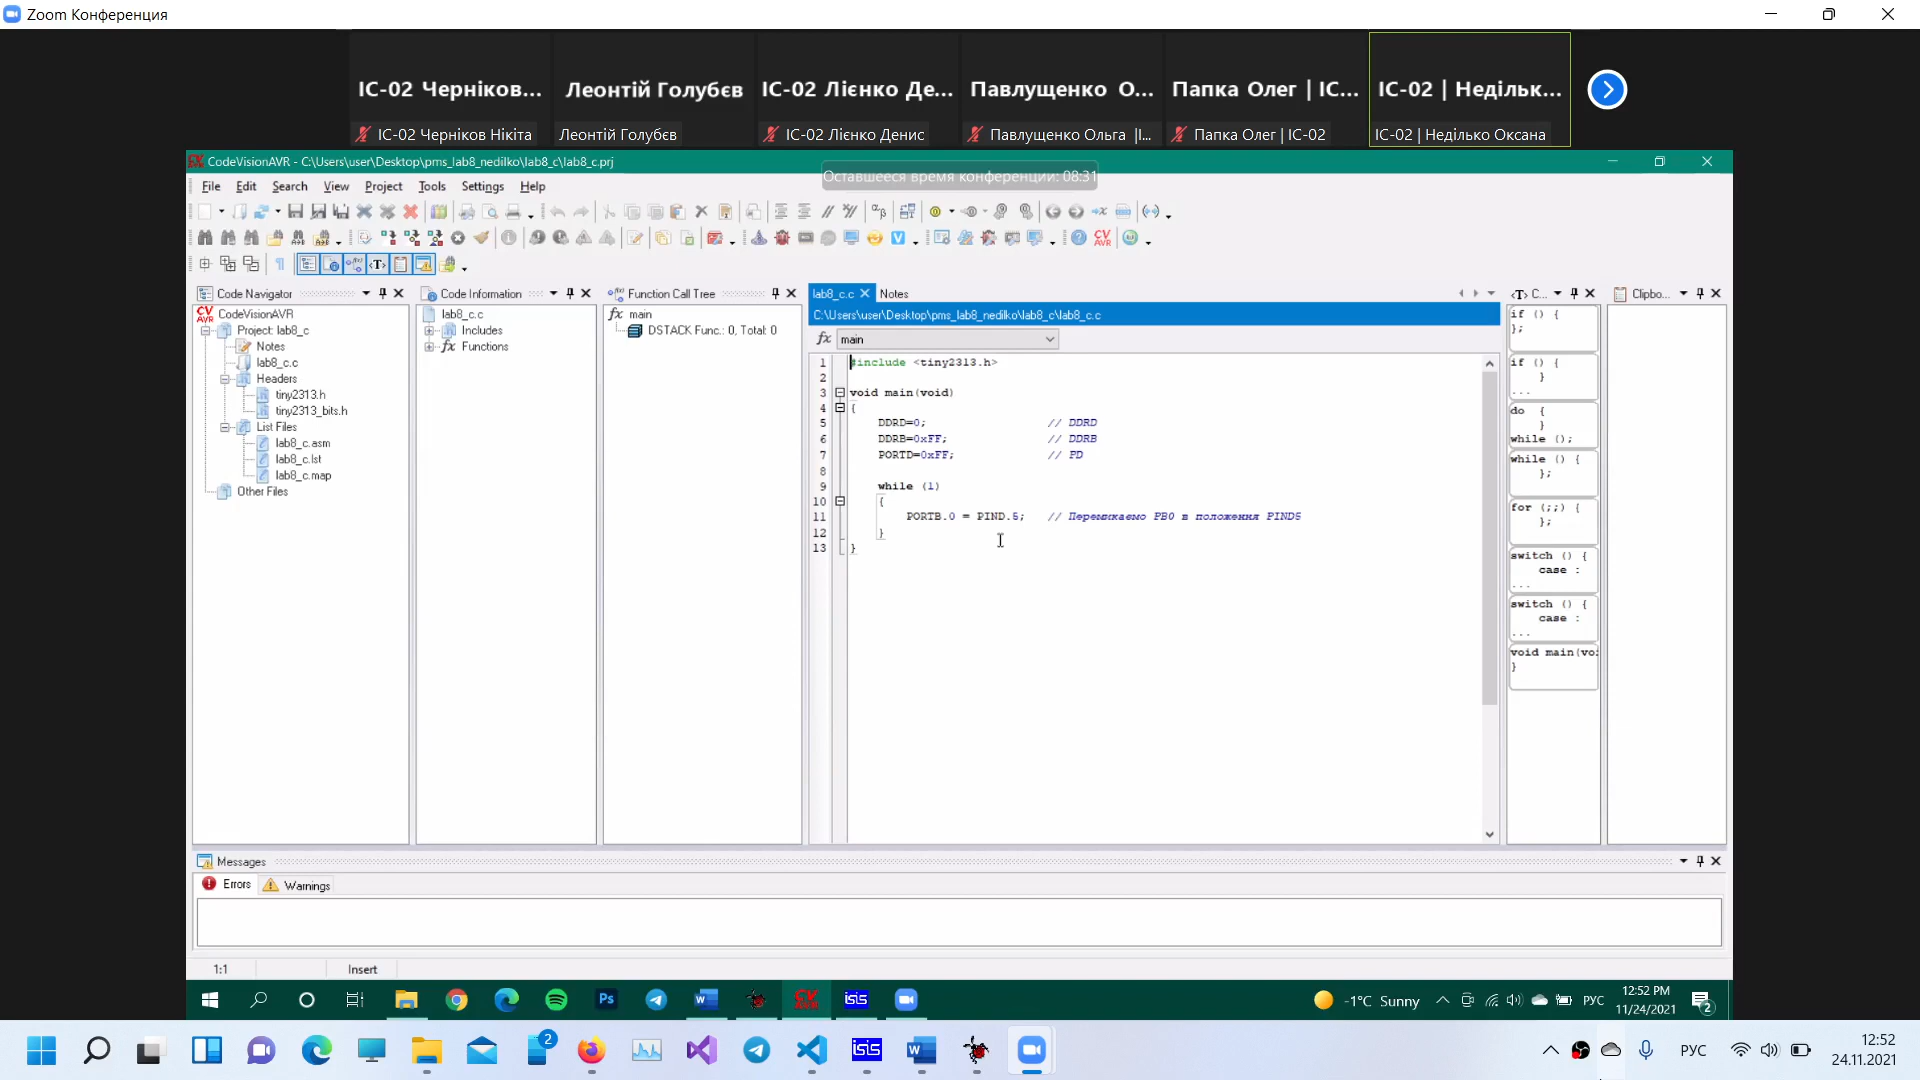 Zoom Конференция
ІС-02 Черніков...
Леонтій Голубєв
ІС-02 Лієнко Де...
Павлущенко О...
Папка Олег | ІС...
ІС-02 | Недільк...
ІС-02 Черніков Нікіта
Леонтій Голубєв
ІС-02 Лієнко Денис
Павлущенко Ольга |І...
Папка Олег | ІС-02
ІС-02 | Неділько Оксана
CodeVisionAVR - C:\Users\user\Desktop\pms_lab8_nedilko\lab8_c\lab8_c.prj
Оставшееся время конференции: 08:31
File Edit Search View Project Tools Settings Help
Code Navigator
Code Information
Function Call Tree
lab8_c.c
Notes
C...
Clipbo...
CodeVisionAVR
Project: lab8_c
Notes
lab8_c.c
Headers
tiny2313.h
tiny2313_bits.h
List Files
lab8_c.asm
lab8_c.lst
lab8_c.map
Other Files
lab8_c.c
Includes
Functions
main
DSTACK Func.: 0, Total: 0
C:\Users\user\Desktop\pms_lab8_nedilko\lab8_c\lab8_c.c
main
1 #include <tiny2313.h>
2
3 void main(void)
4 {
5 DDRD=0; // DDRD
6 DDRB=0xFF; // DDRB
7 PORTD=0xFF; // PD
8
9 while (1)
10 {
11 PORTB.0 = PIND.5; // Перемикаємо PB0 в положення PIND5
12 }
13 }
if () {
};
if () {
}
...
do {
}
while ();
while () {
};
for (;;) {
};
switch () {
case :
...
switch () {
case :
...
void main(voi
}
Messages
Errors
Warnings
1:1
Insert
-1°C Sunny
РУС
12:52 PM
11/24/2021
2
2
РУС
12:52
24.11.2021